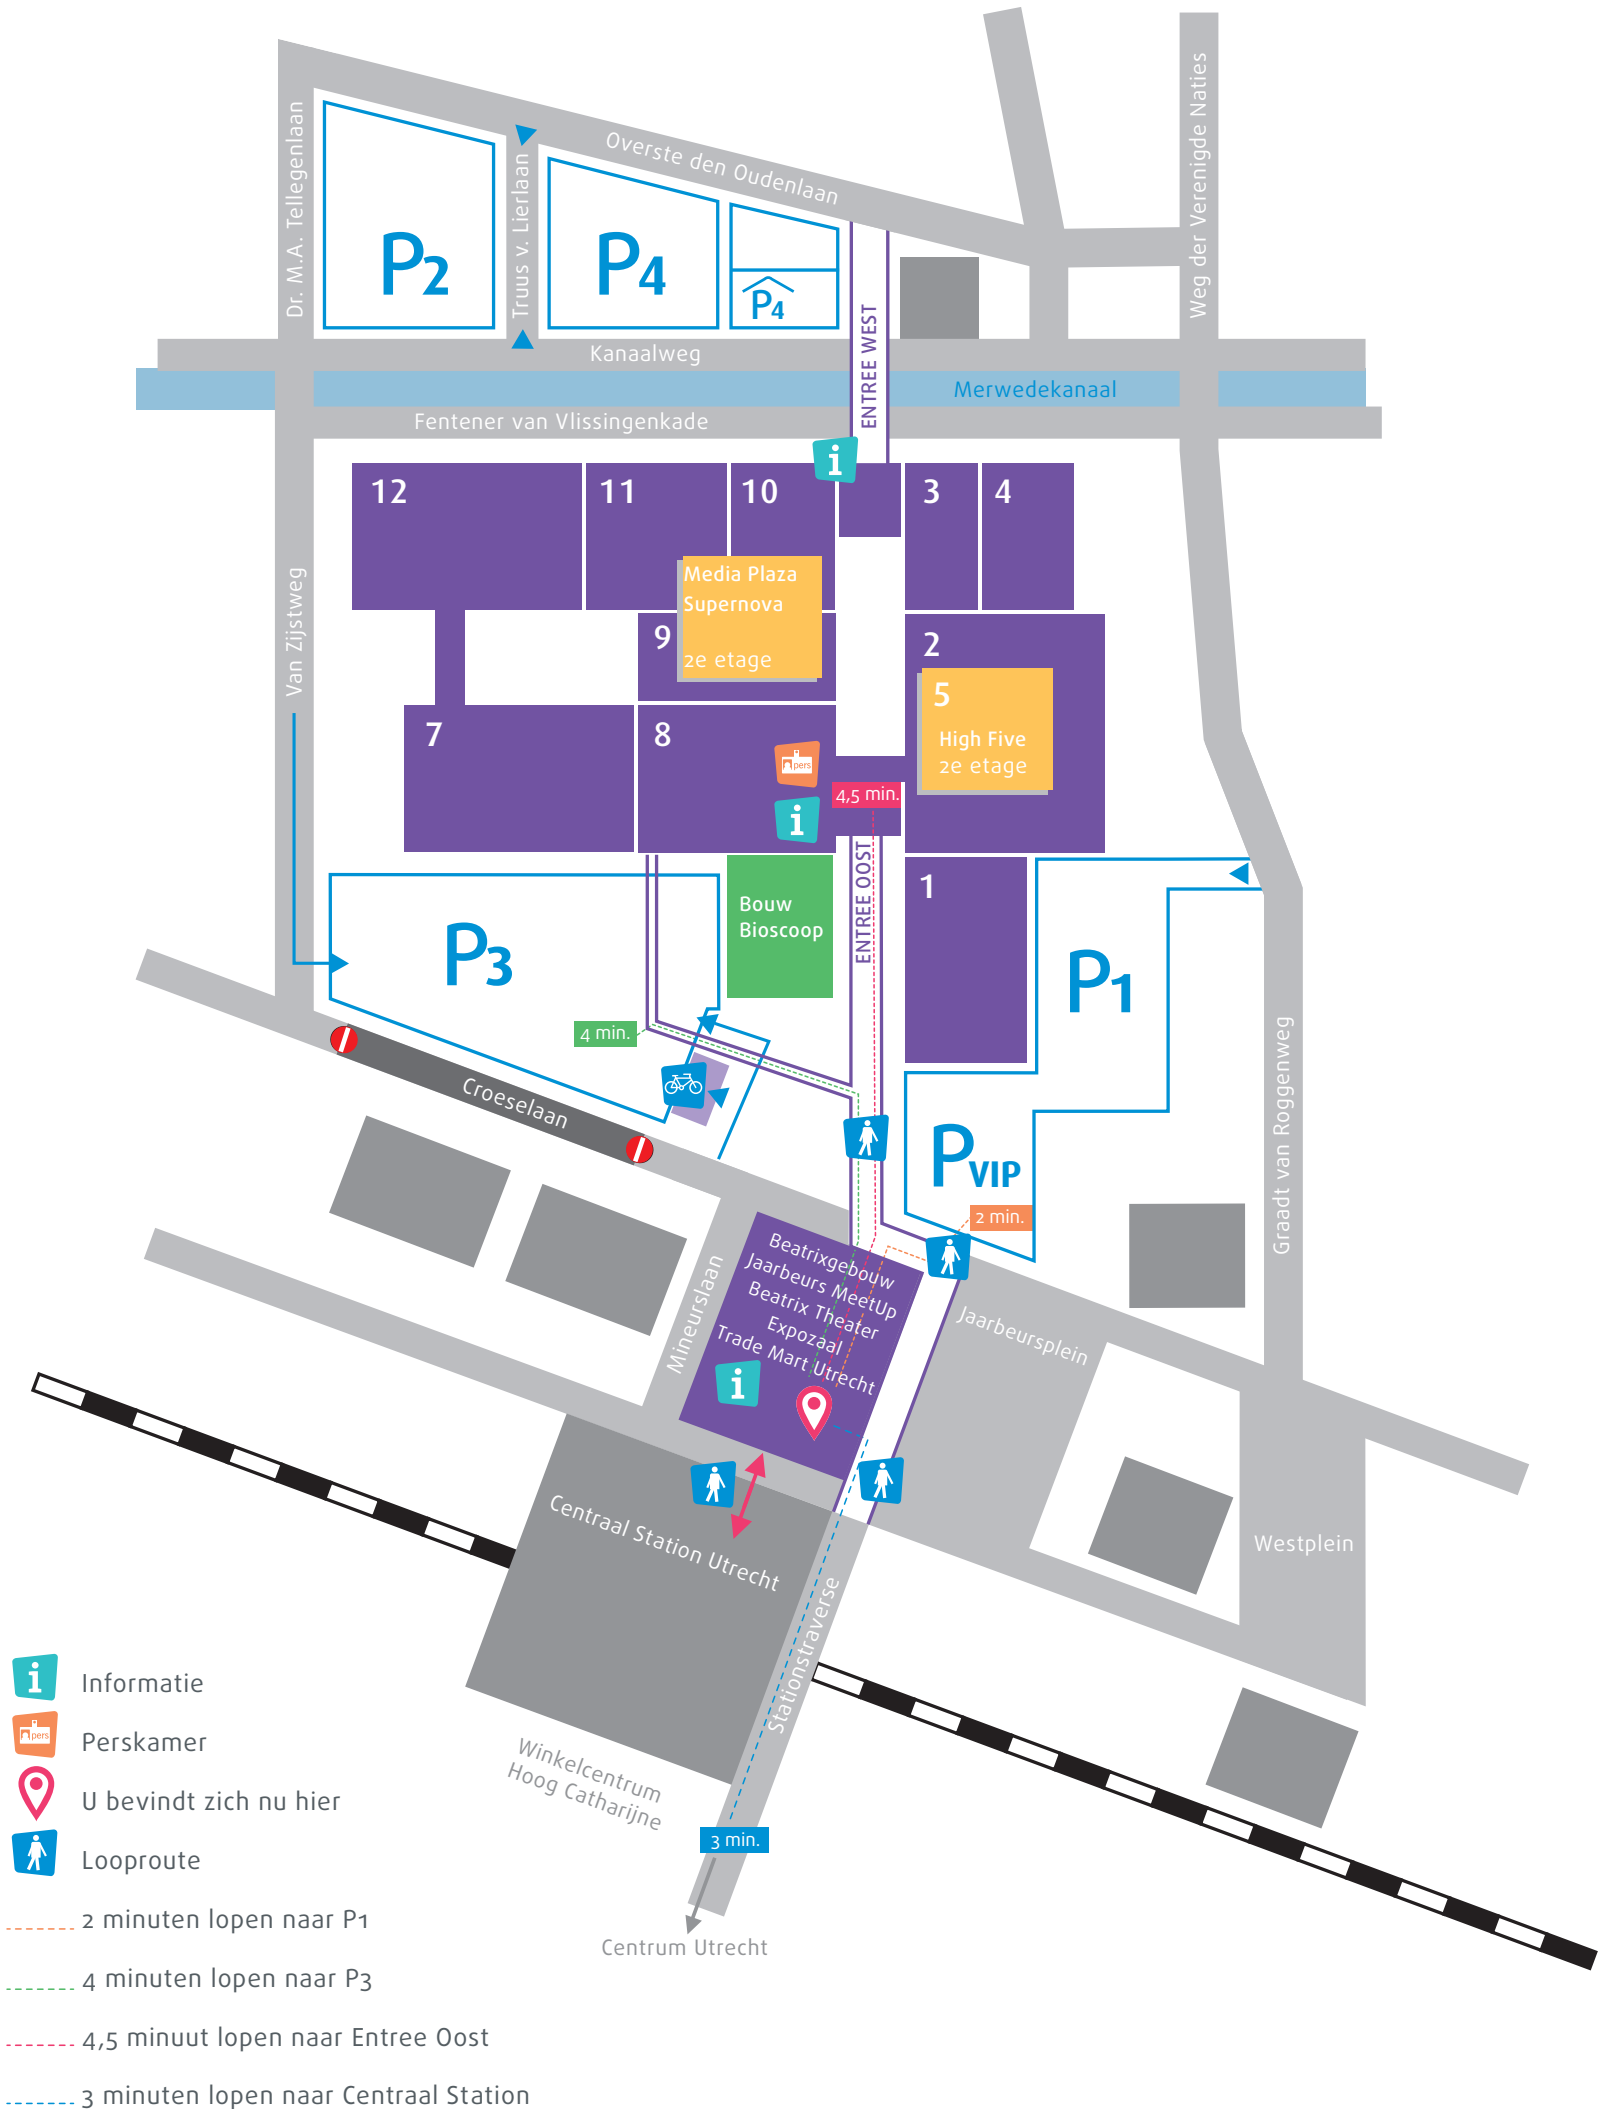 Overste den Oudenlaan
Dr. M.A. Tellegenlaan
Truus v. Lierlaan
Weg der Verenigde Naties
P2
P4
P4
ENTREE WEST
Kanaalweg
Merwedekanaal
Fentener van Vlissingenkade
i
12
11
10
3
4
Media Plaza
Supernova
2e etage
9
2
5
High Five
2e etage
Van Zijstweg
7
8
pers
4,5 min.
i
ENTREE OOST
Bouw
Bioscoop
1
P3
P1
4 min.
Croeselaan
Graadt van Roggenweg
PVIP
2 min.
Beatrixgebouw
Jaarbeurs MeetUp
Beatrix Theater
Expozaal
Trade Mart Utrecht
i
Mineurslaan
Jaarbeursplein
Centraal Station Utrecht
Westplein
Stationstraverse
Winkelcentrum
Hoog Catharijne
3 min.
Centrum Utrecht
i Informatie
pers Perskamer
U bevindt zich nu hier
Looproute
2 minuten lopen naar P1
4 minuten lopen naar P3
4,5 minuut lopen naar Entree Oost
3 minuten lopen naar Centraal Station